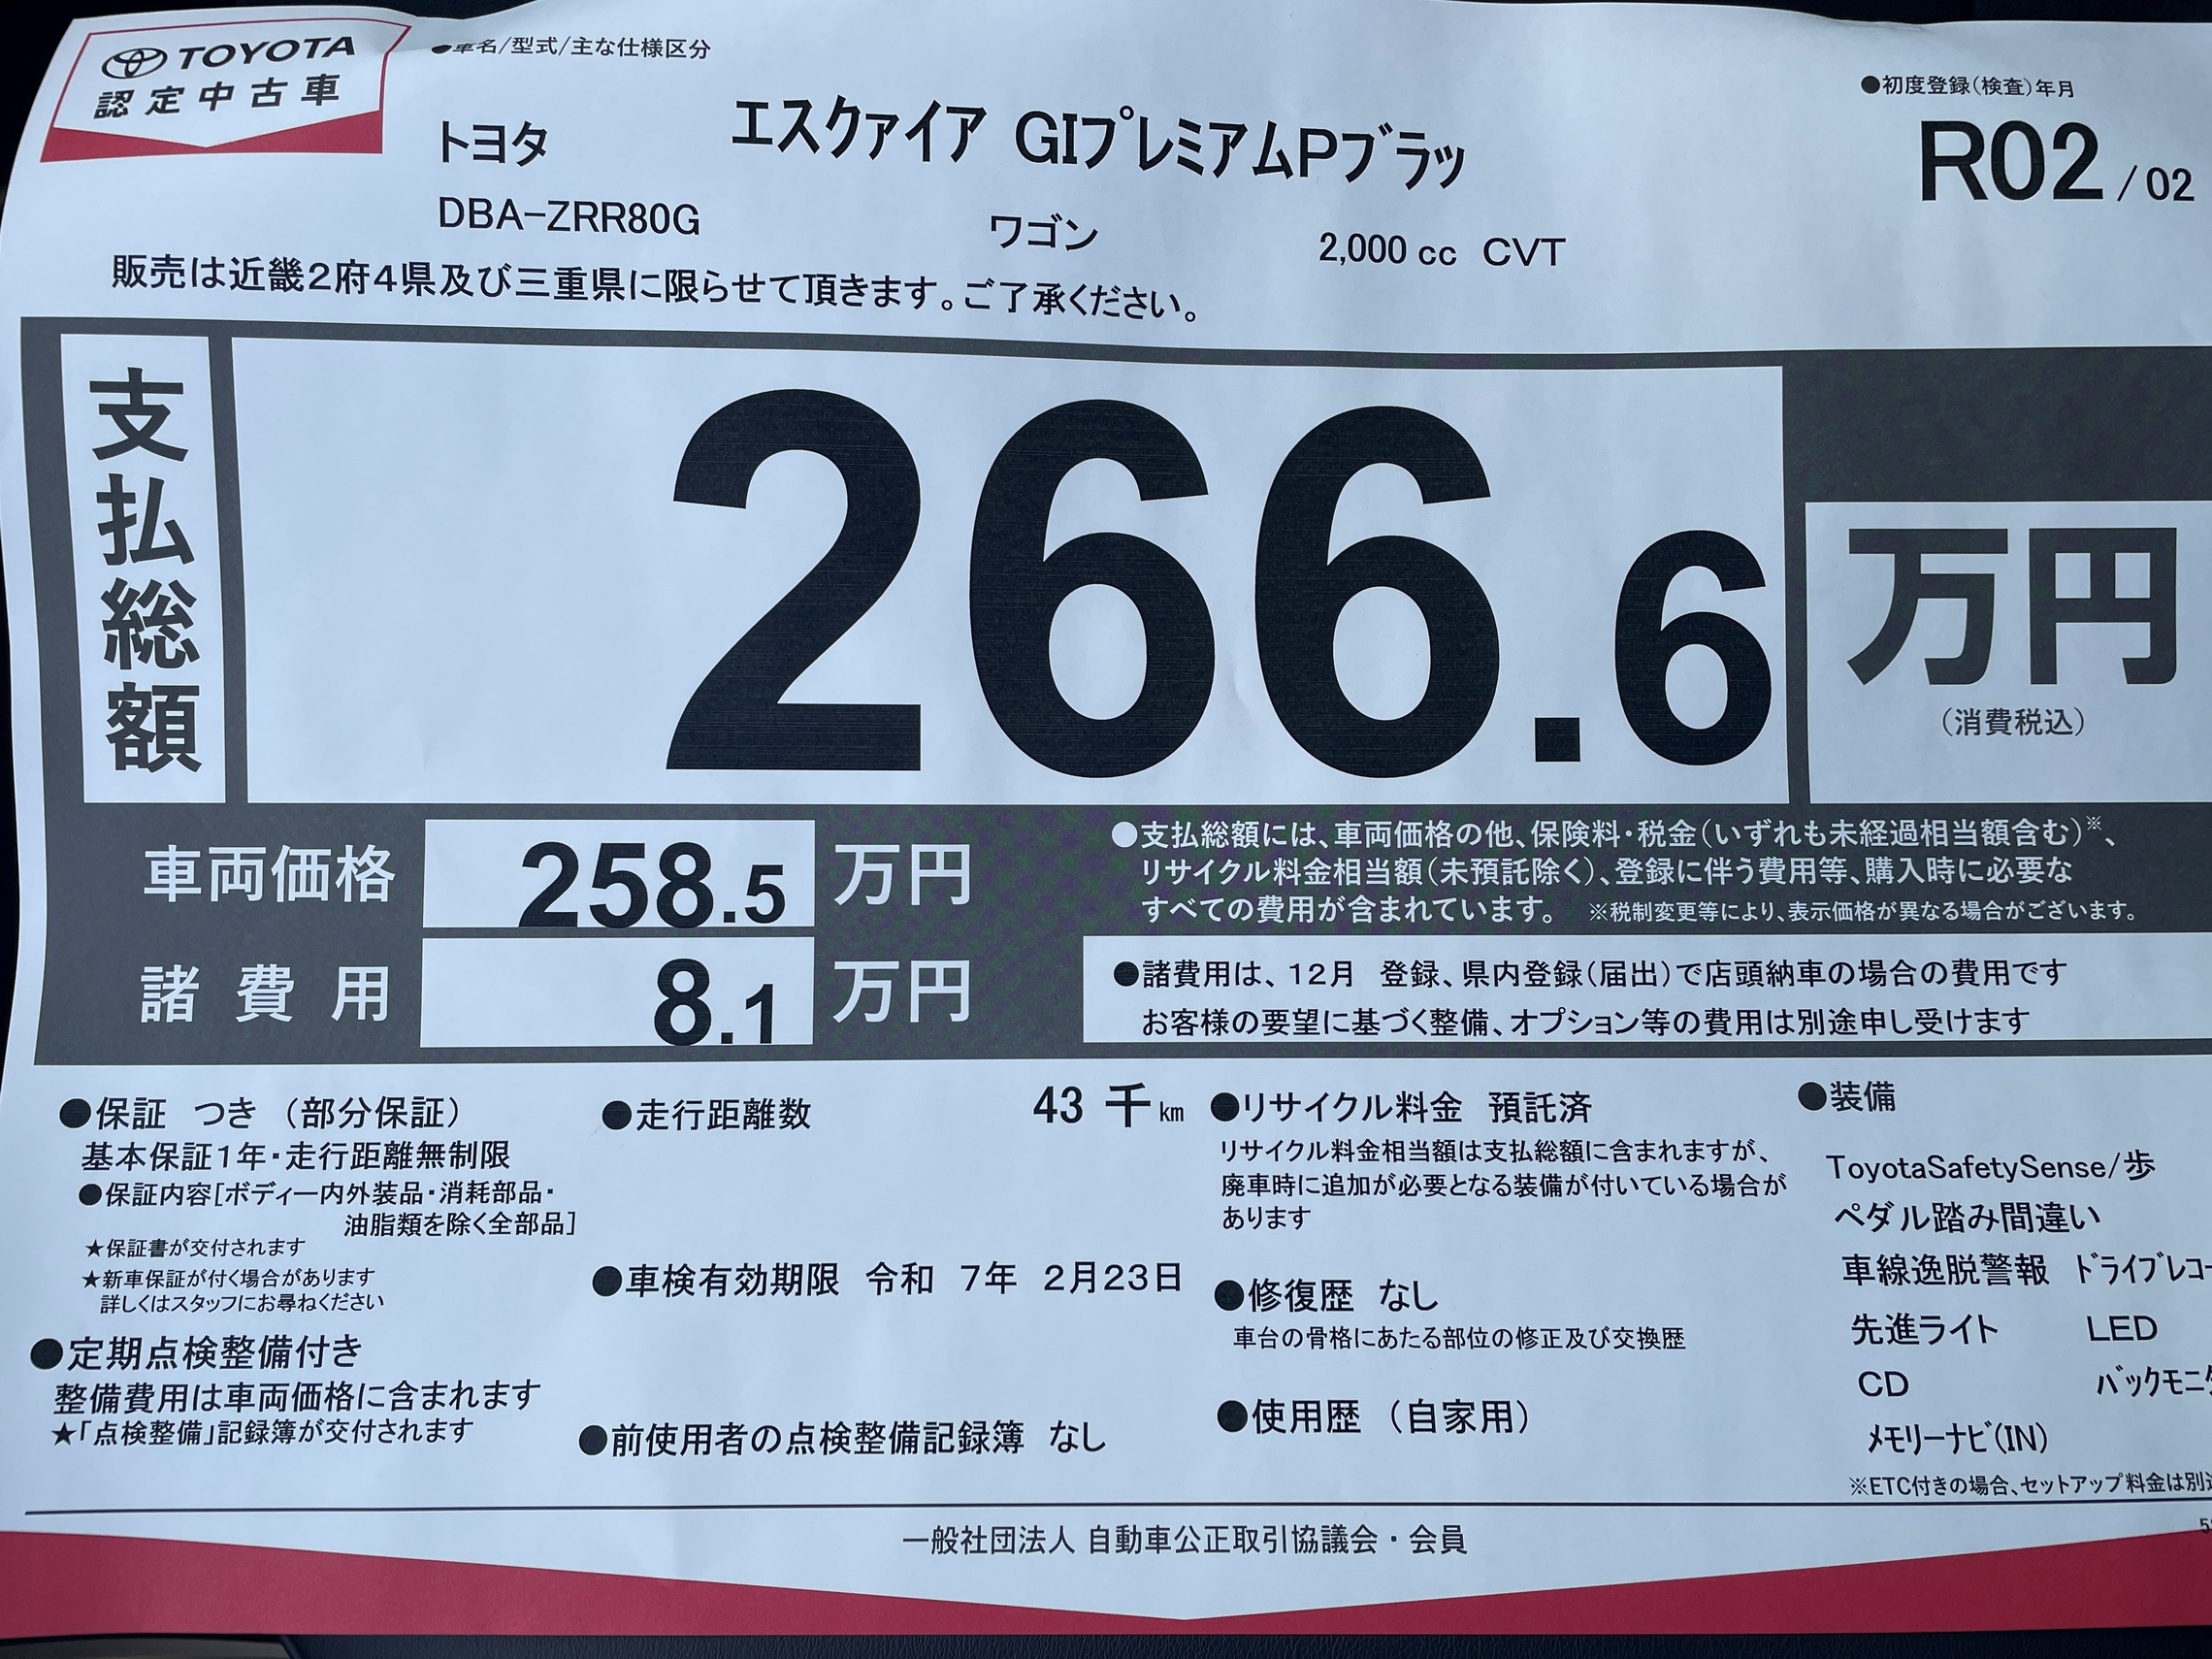 TOYOTA
認定中古車
●車名/型式/主な仕様区分
●初度登録(検査)年月
トヨタ エスクァイア GIプレミアムPブラッ
R02/02
DBA-ZRR80G ワゴン 2,000 cc CVT
販売は近畿2府4県及び三重県に限らせて頂きます。ご了承ください。
支払総額
266.6
万円
(消費税込)
車両価格 258.5 万円
諸費用 8.1 万円
●支払総額には、車両価格の他、保険料・税金(いずれも未経過相当額含む)※、
リサイクル料金相当額(未預託除く)、登録に伴う費用等、購入時に必要な
すべての費用が含まれています。 ※税制変更等により、表示価格が異なる場合がございます。
●諸費用は、12月 登録、県内登録(届出)で店頭納車の場合の費用です
お客様の要望に基づく整備、オプション等の費用は別途申し受けます
●保証 つき (部分保証)
基本保証1年・走行距離無制限
●保証内容[ボディー内外装品・消耗部品・
油脂類を除く全部品]
★保証書が交付されます
★新車保証が付く場合があります
詳しくはスタッフにお尋ねください
●定期点検整備付き
整備費用は車両価格に含まれます
★「点検整備」記録簿が交付されます
●走行距離数 43 千km
●車検有効期限 令和 7年 2月23日
●前使用者の点検整備記録簿 なし
●リサイクル料金 預託済
リサイクル料金相当額は支払総額に含まれますが、
廃車時に追加が必要となる装備が付いている場合が
あります
●修復歴 なし
車台の骨格にあたる部位の修正及び交換歴
●使用歴 (自家用)
●装備
ToyotaSafetySense/歩
ペダル踏み間違い
車線逸脱警報 ドライブレコー
先進ライト LED
CD バックモニタ
メモリーナビ(IN)
※ETC付きの場合、セットアップ料金は別途
一般社団法人 自動車公正取引協議会・会員